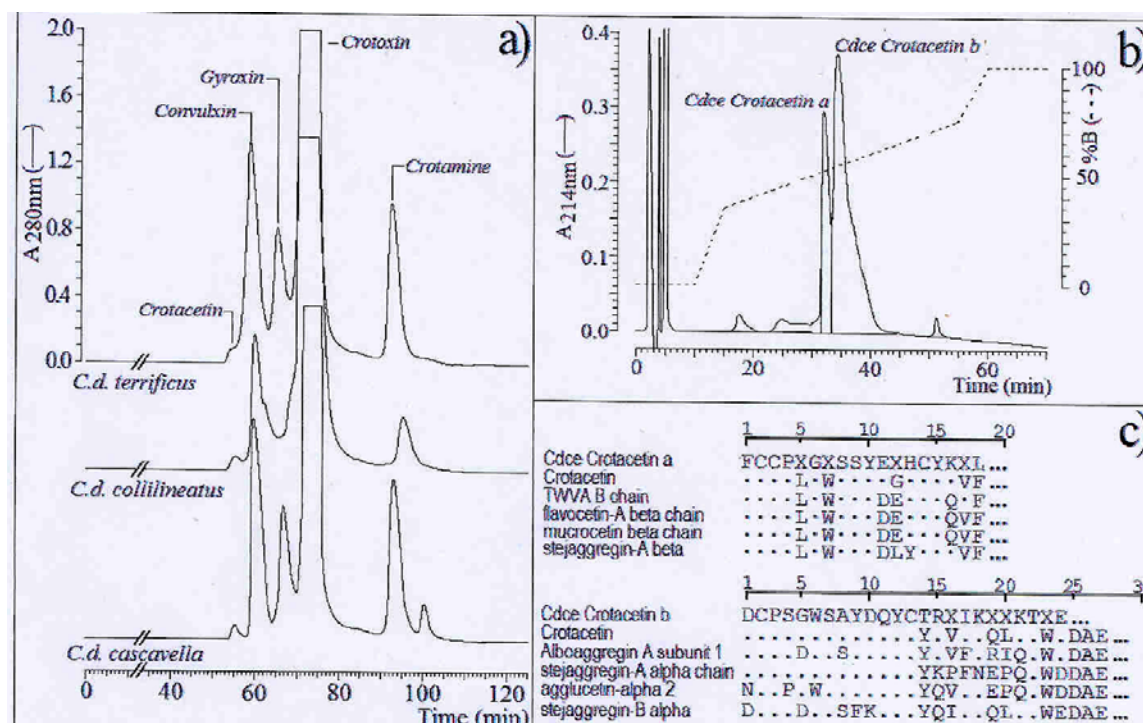 a)
2.0
1.6
1.2
0.8
0.4
0.0
A280nm (—)
Crotoxin
Gyroxin
Convulxin
Crotamine
Crotacetin
C.d. terrificus
C.d. collilineatus
C.d. cascavella
0 40 60 80 100 120
Time (min)
b)
0.4
0.3
0.2
0.1
0.0
A214nm (—)
Cdce Crotacetin b
Cdce Crotacetin a
100
50
0
%B (---)
0 20 40 60
Time (min)
c)
1 5 10 15 20
Cdce Crotacetin a FCCPXGXSSYEXHCYKXL...
Crotacetin ....L.W....G....VF...
TWVA B chain ....L.W...DE...Q.F...
flavocetin-A beta chain ....L.W...DE...QVF...
mucrocetin beta chain ....L.W...DE...QVF...
stejaggregin-A beta ....L.W...DLY...VF...
1 5 10 15 20 25 30
Cdce Crotacetin b DCPSGWSAYDQYCTRXIKXXKTXE...
Crotacetin .............Y.V..QL..W.DAE...
Alboaggregin A subunit 1 ....D..S.....Y.VF.RIQ.W.DAE...
stejaggregin-A alpha chain .............YKPFNEPQ.WDDAE...
agglucetin-alpha 2 N..P.W.......YQV..EPQ.WDDAE...
stejaggregin-B alpha D...D..SFK...YQI..QL.WEDAE...